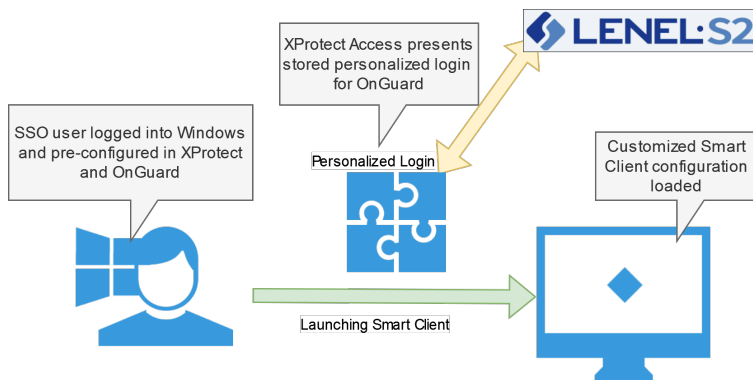 LENEL:S2
XProtect Access presents
stored personalized login
for OnGuard
SSO user logged into Windows
and pre-configured in XProtect
and OnGuard
Personalized Login
Customized Smart
Client configuration
loaded
Launching Smart Client